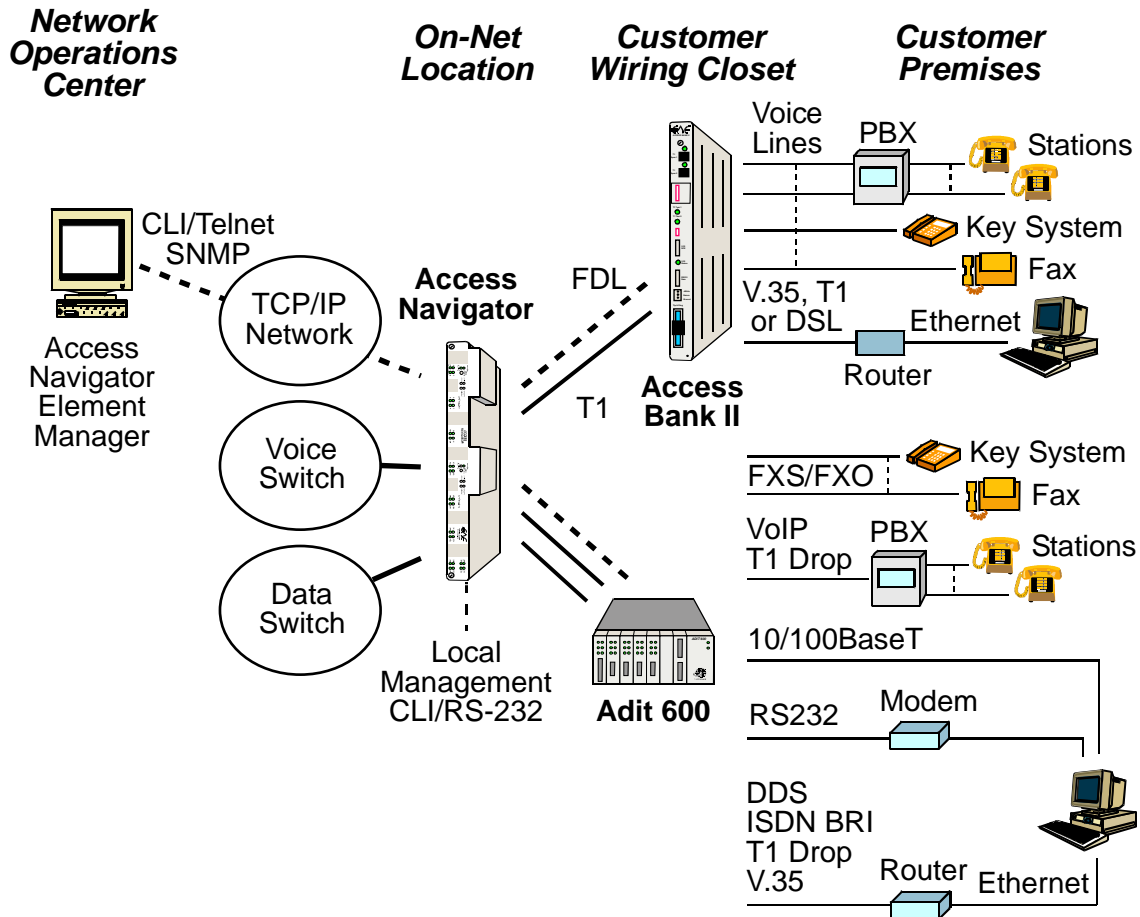 Network
Operations
Center
On-Net
Location
Customer
Wiring Closet
Customer
Premises
CLI/Telnet
SNMP
TCP/IP
Network
Access
Navigator
Element
Manager
Voice
Switch
Data
Switch
Access
Navigator
Local
Management
CLI/RS-232
FDL
T1
Access
Bank II
Adit 600
Voice
Lines
PBX
Stations
Key System
Fax
V.35, T1
or DSL
Ethernet
Router
Key System
FXS/FXO
Fax
VoIP
T1 Drop
PBX
Stations
10/100BaseT
RS232
Modem
DDS
ISDN BRI
T1 Drop
V.35
Router
Ethernet